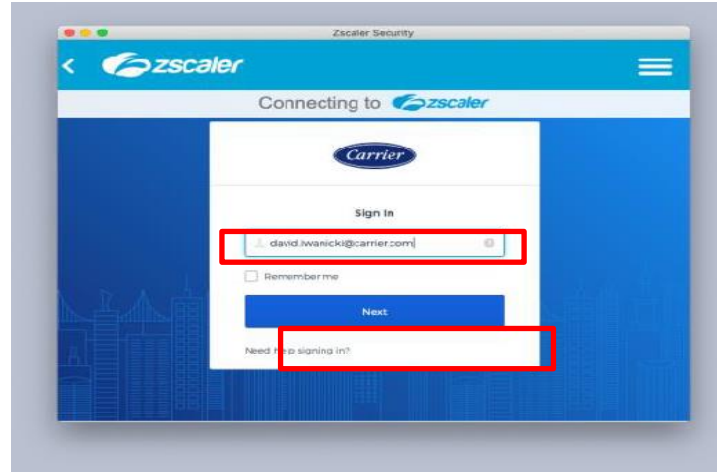 Zscaler Security
zscaler
Connecting to zscaler
Carrier
Sign In
david.iwanicki@carrier.com
Remember me
Next
Need help signing in?